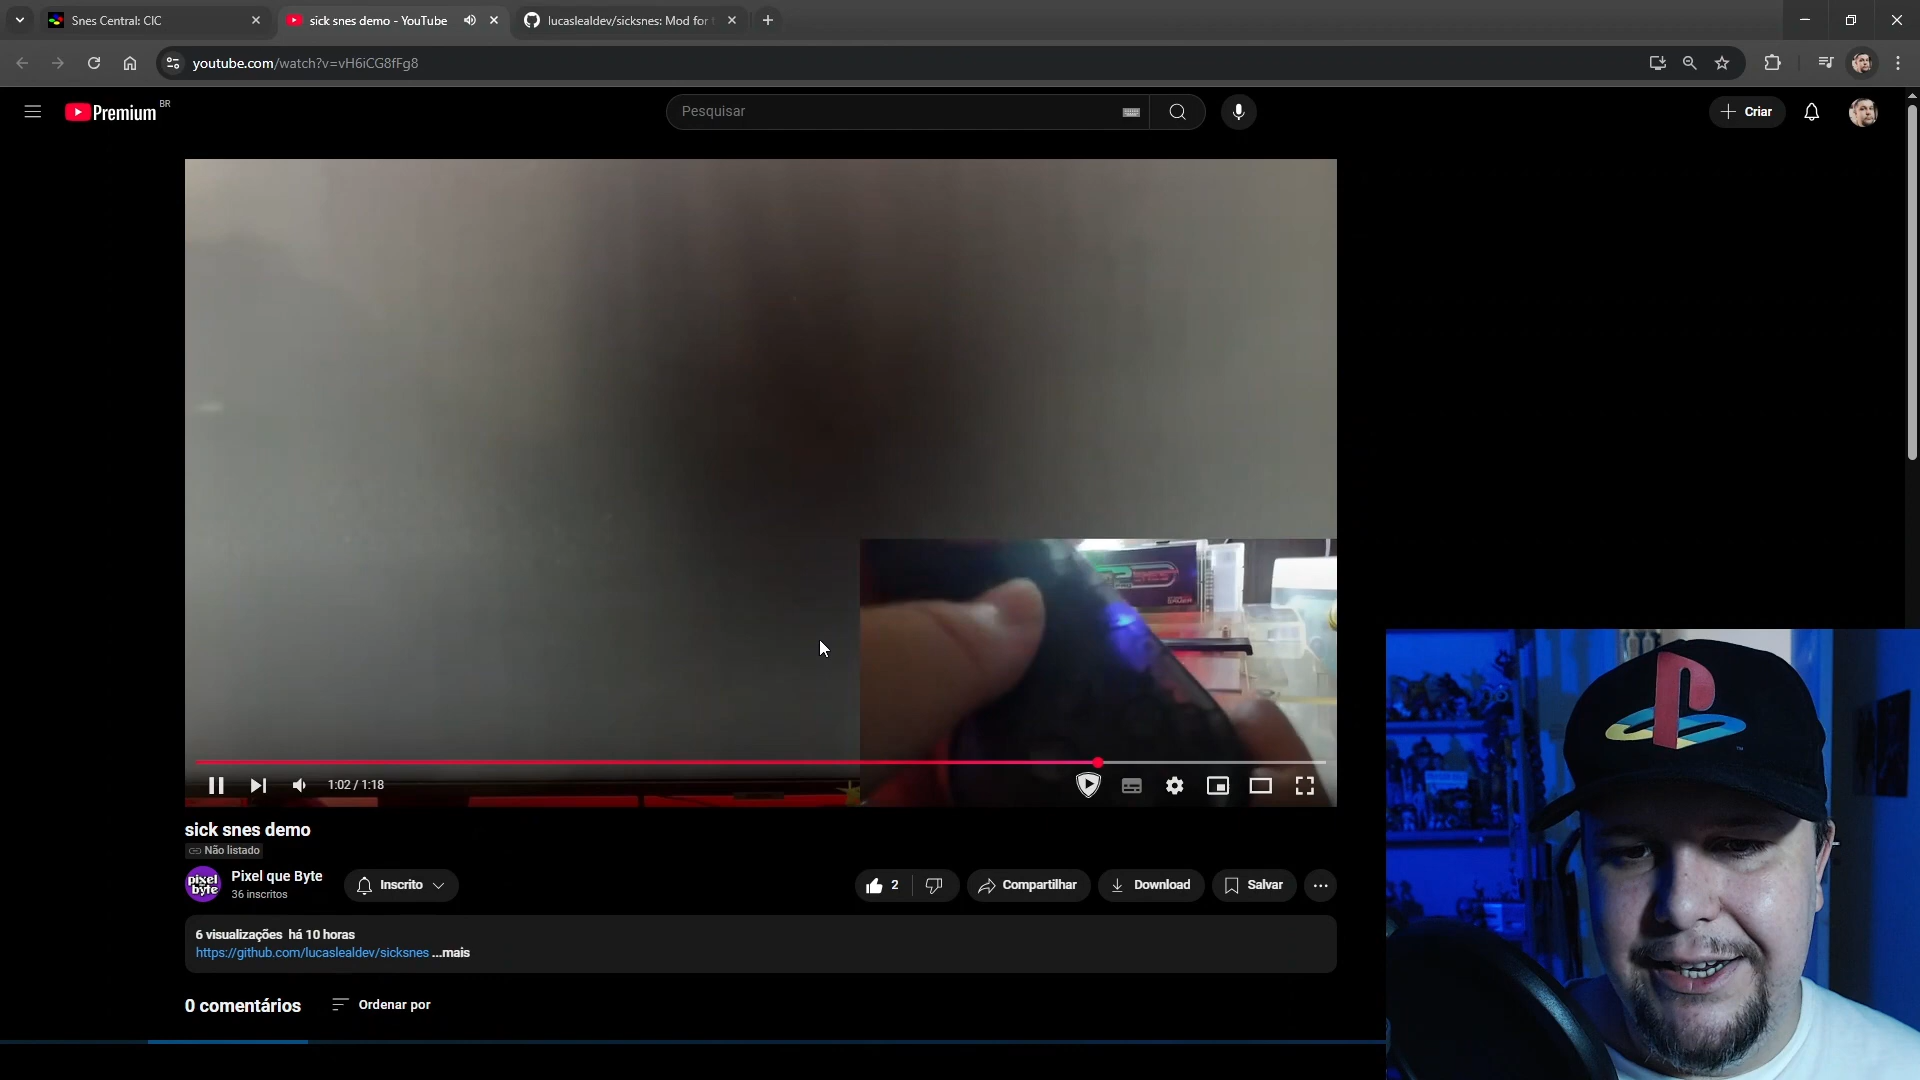 Snes Central: CIC
sick snes demo - YouTube
lucaslealdev/sicksnes: Mod for
youtube.com/watch?v=vH6iCG8fFg8
Premium BR
Pesquisar
Criar
1:02 / 1:18
sick snes demo
Não listado
pixel
byte
Pixel que Byte
36 inscritos
Inscrito
2
Compartilhar
Download
Salvar
6 visualizações há 10 horas
https://github.com/lucaslealdev/sicksnes ...mais
0 comentários
Ordenar por